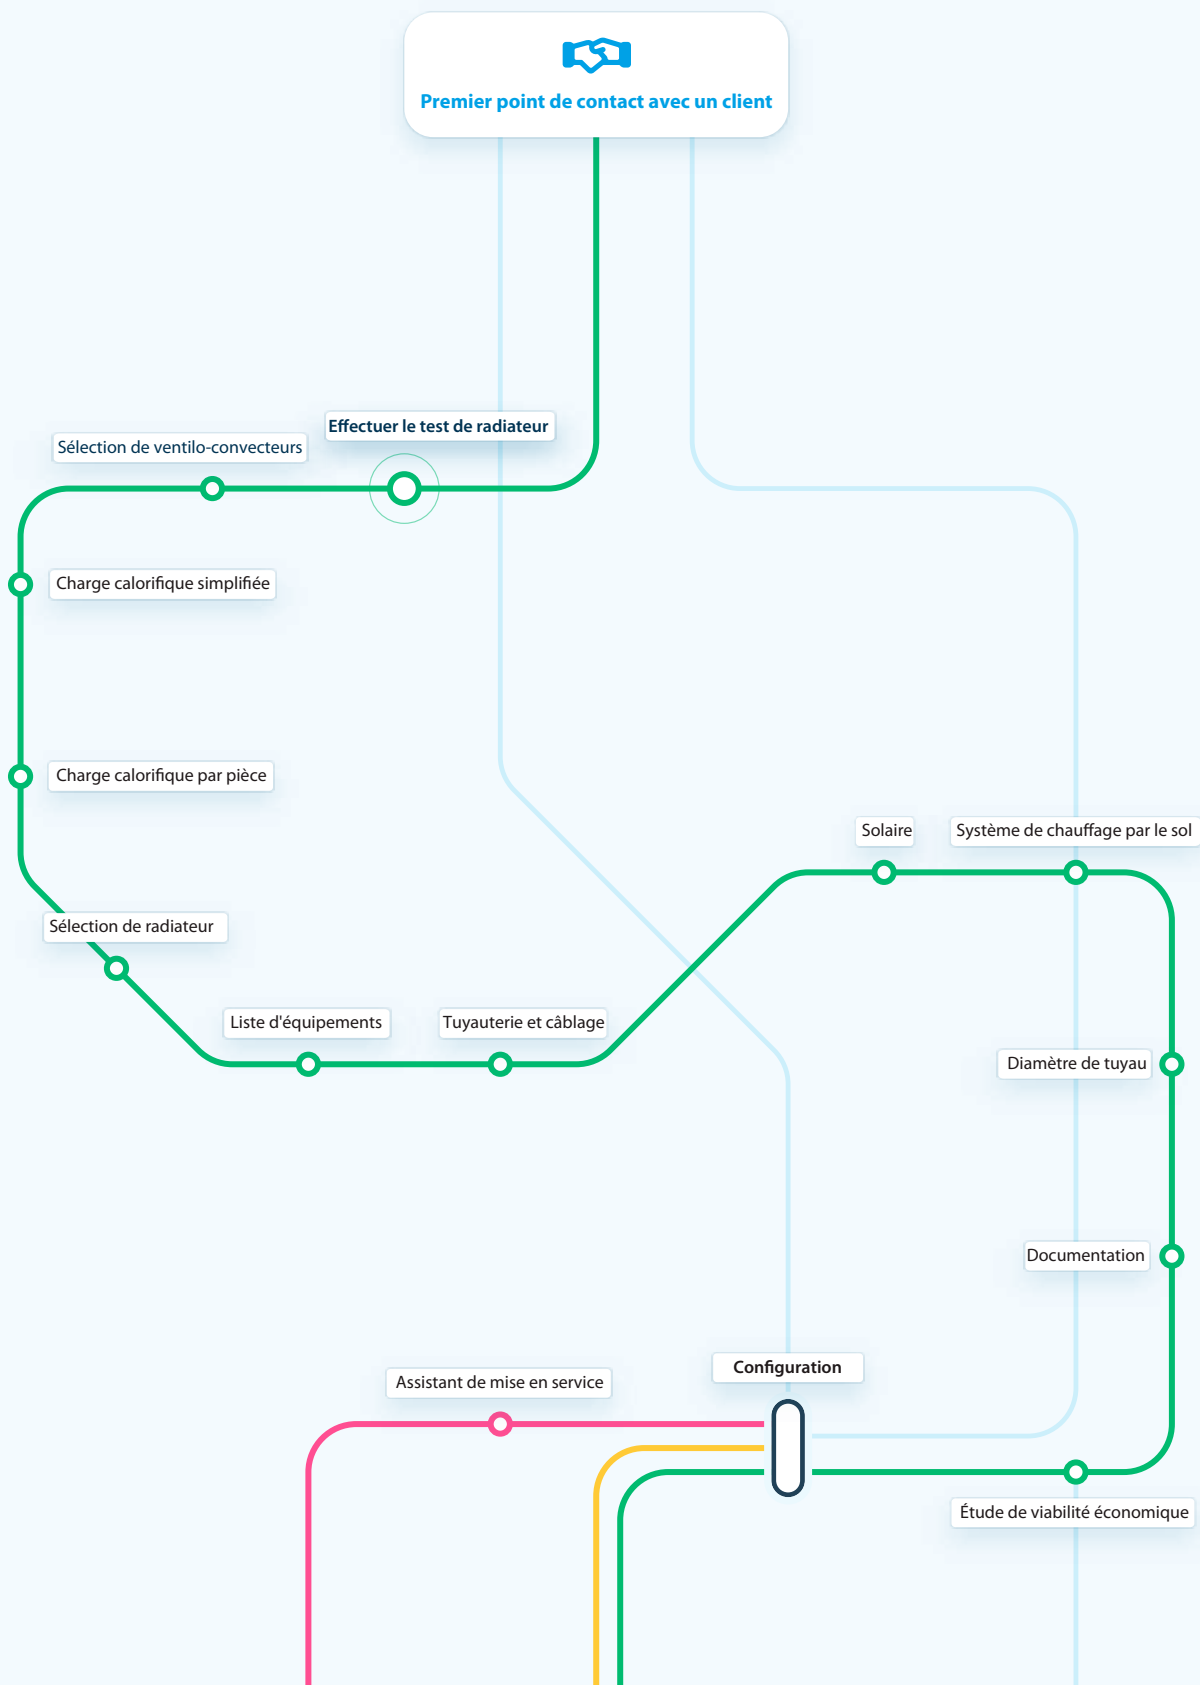 Premier point de contact avec un client
Effectuer le test de radiateur
Sélection de ventilo-convecteurs
Charge calorifique simplifiée
Charge calorifique par pièce
Solaire
Système de chauffage par le sol
Sélection de radiateur
Liste d'équipements
Tuyauterie et câblage
Diamètre de tuyau
Documentation
Configuration
Assistant de mise en service
Étude de viabilité économique